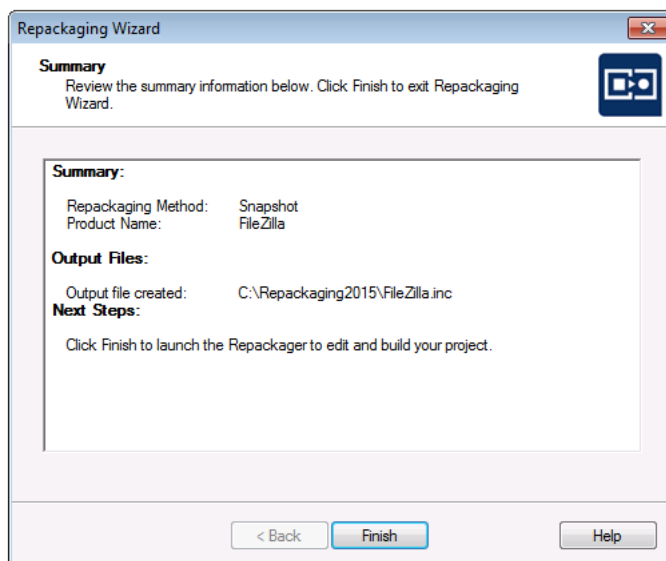 Repackaging Wizard
Summary
Review the summary information below. Click Finish to exit Repackaging
Wizard.
Summary:
Repackaging Method: Snapshot
Product Name: FileZilla
Output Files:
Output file created: C:\Repackaging2015\FileZilla.inc
Next Steps:
Click Finish to launch the Repackager to edit and build your project.
< Back Finish Help